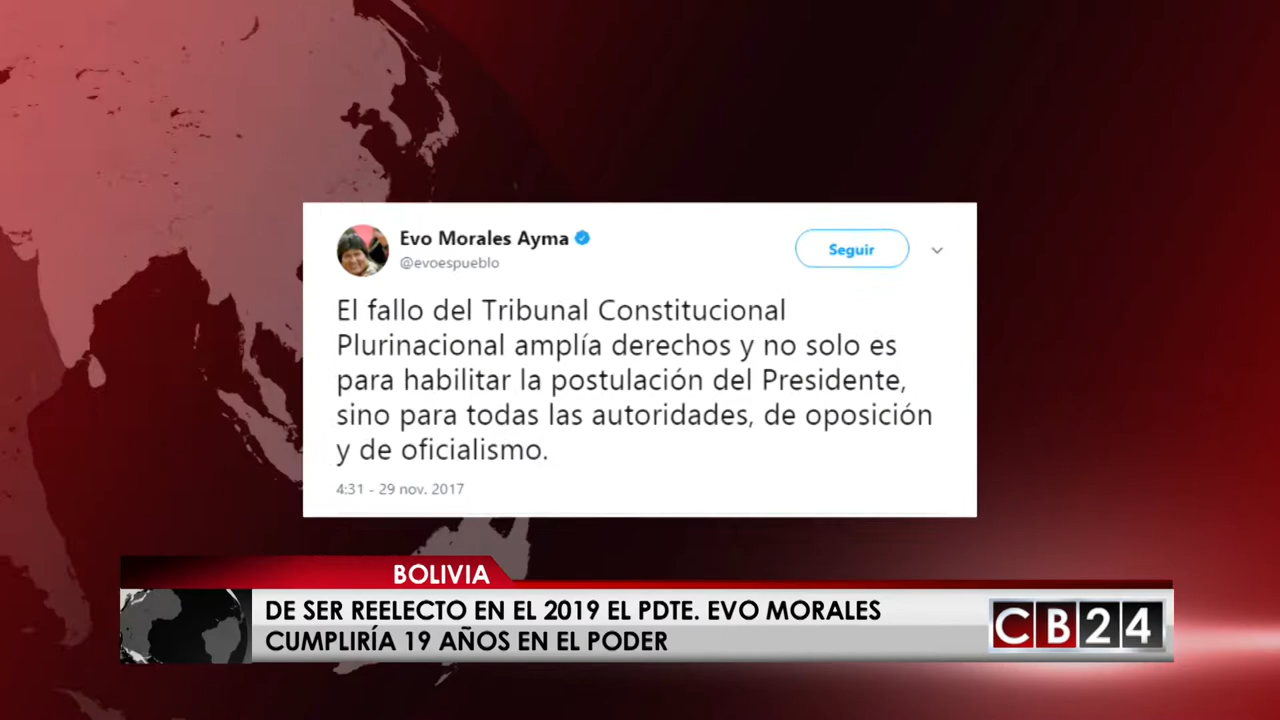 Evo Morales Ayma
@evoespueblo
Seguir
El fallo del Tribunal Constitucional
Plurinacional amplía derechos y no solo es
para habilitar la postulación del Presidente,
sino para todas las autoridades, de oposición
y de oficialismo.
4:31 - 29 nov. 2017
BOLIVIA
DE SER REELECTO EN EL 2019 EL PDTE. EVO MORALES
CUMPLIRÍA 19 AÑOS EN EL PODER
CB24